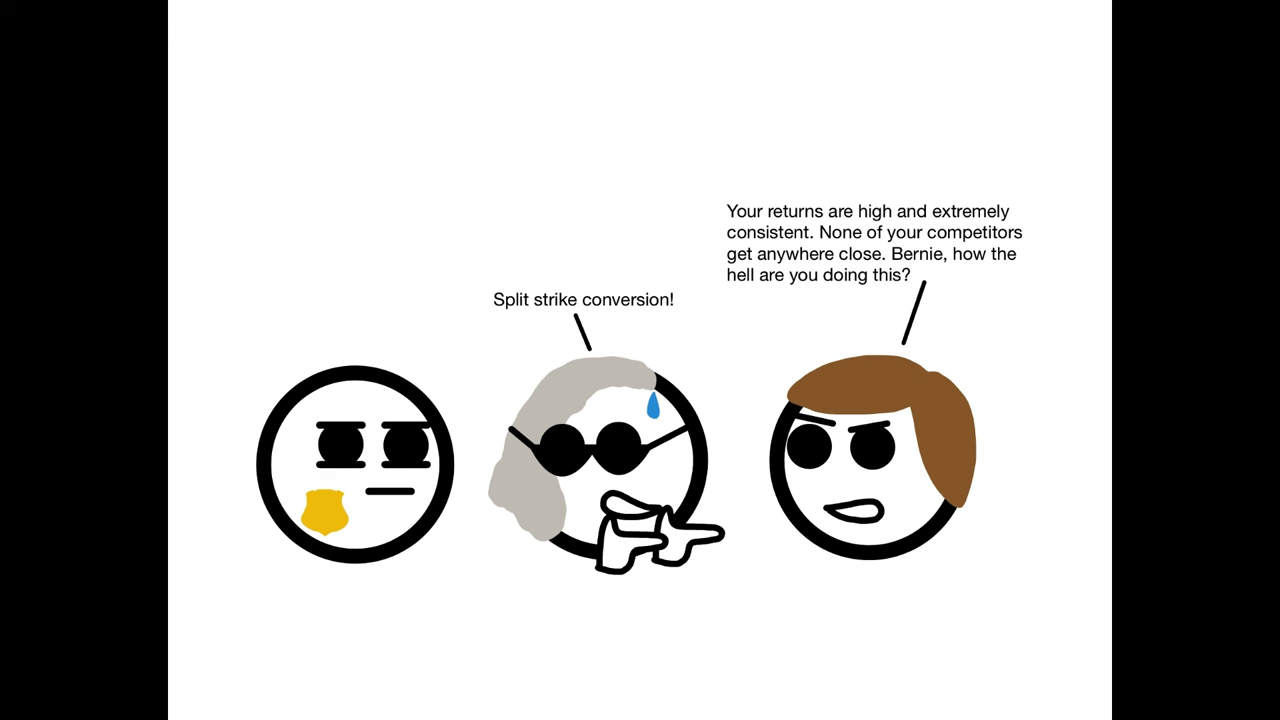 Your returns are high and extremely
consistent. None of your competitors
get anywhere close. Bernie, how the
hell are you doing this?
Split strike conversion!